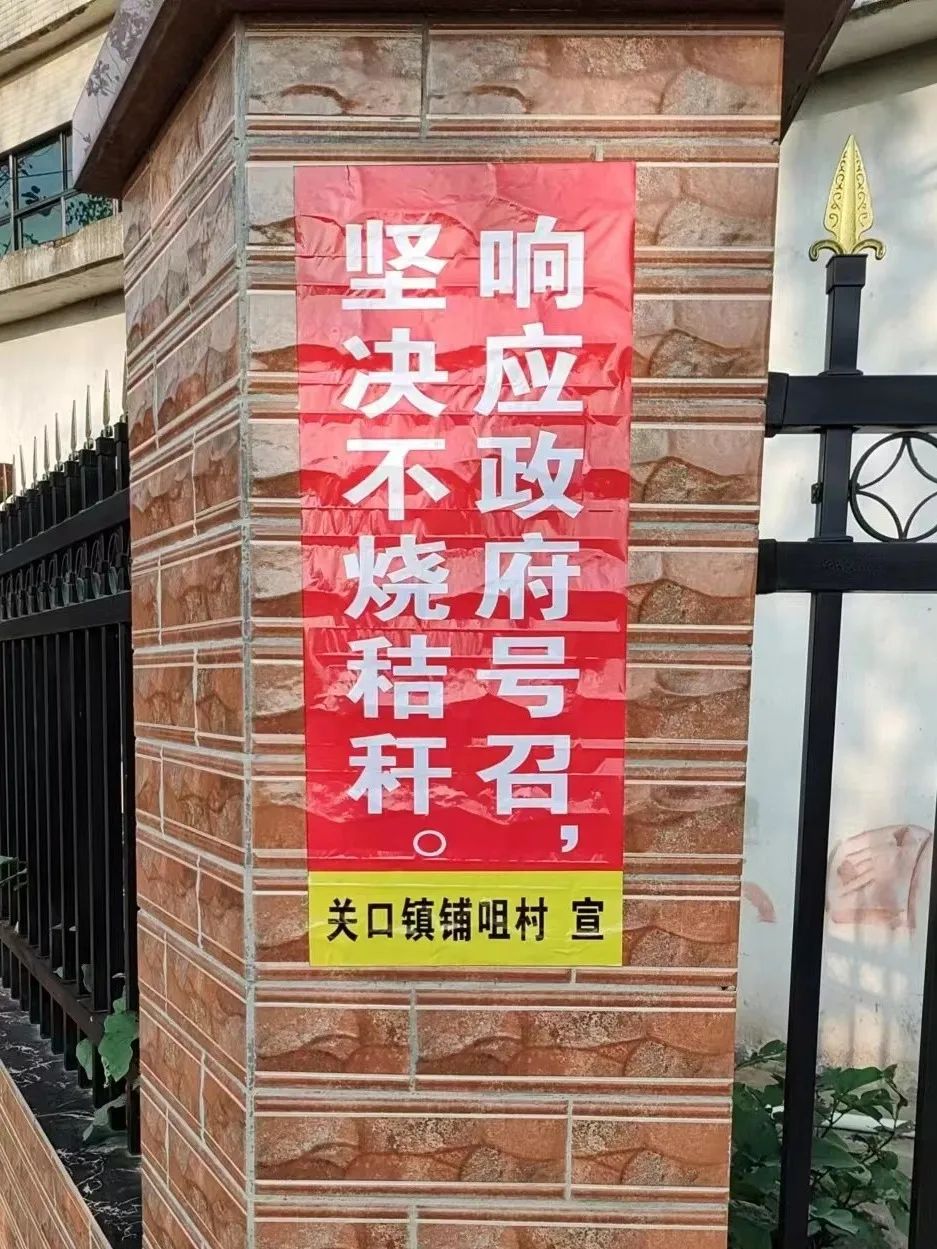 响应政府号召，
坚决不烧秸秆。
关口镇铺咀村 宣